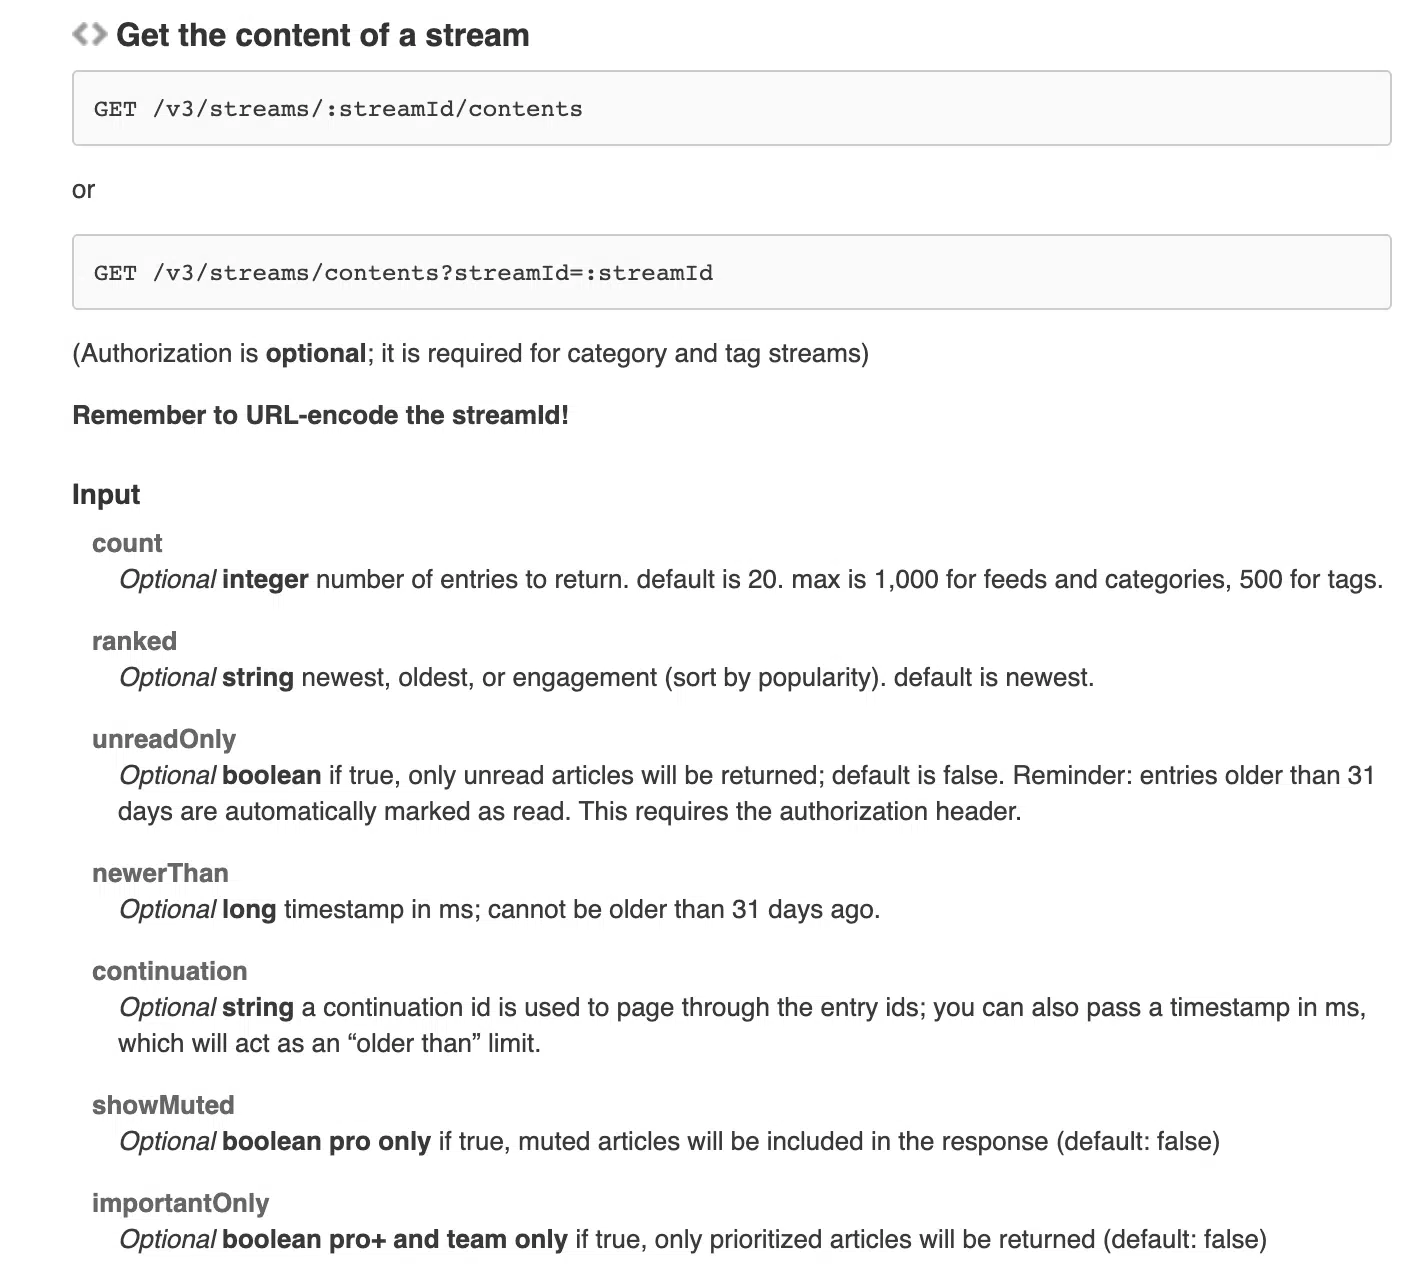 Get the content of a stream
GET /v3/streams/:streamId/contents
or
GET /v3/streams/contents?streamId=:streamId
(Authorization is optional; it is required for category and tag streams)
Remember to URL-encode the streamId!
Input
count
Optional integer number of entries to return. default is 20. max is 1,000 for feeds and categories, 500 for tags.
ranked
Optional string newest, oldest, or engagement (sort by popularity). default is newest.
unreadOnly
Optional boolean if true, only unread articles will be returned; default is false. Reminder: entries older than 31
days are automatically marked as read. This requires the authorization header.
newerThan
Optional long timestamp in ms; cannot be older than 31 days ago.
continuation
Optional string a continuation id is used to page through the entry ids; you can also pass a timestamp in ms,
which will act as an “older than” limit.
showMuted
Optional boolean pro only if true, muted articles will be included in the response (default: false)
importantOnly
Optional boolean pro+ and team only if true, only prioritized articles will be returned (default: false)